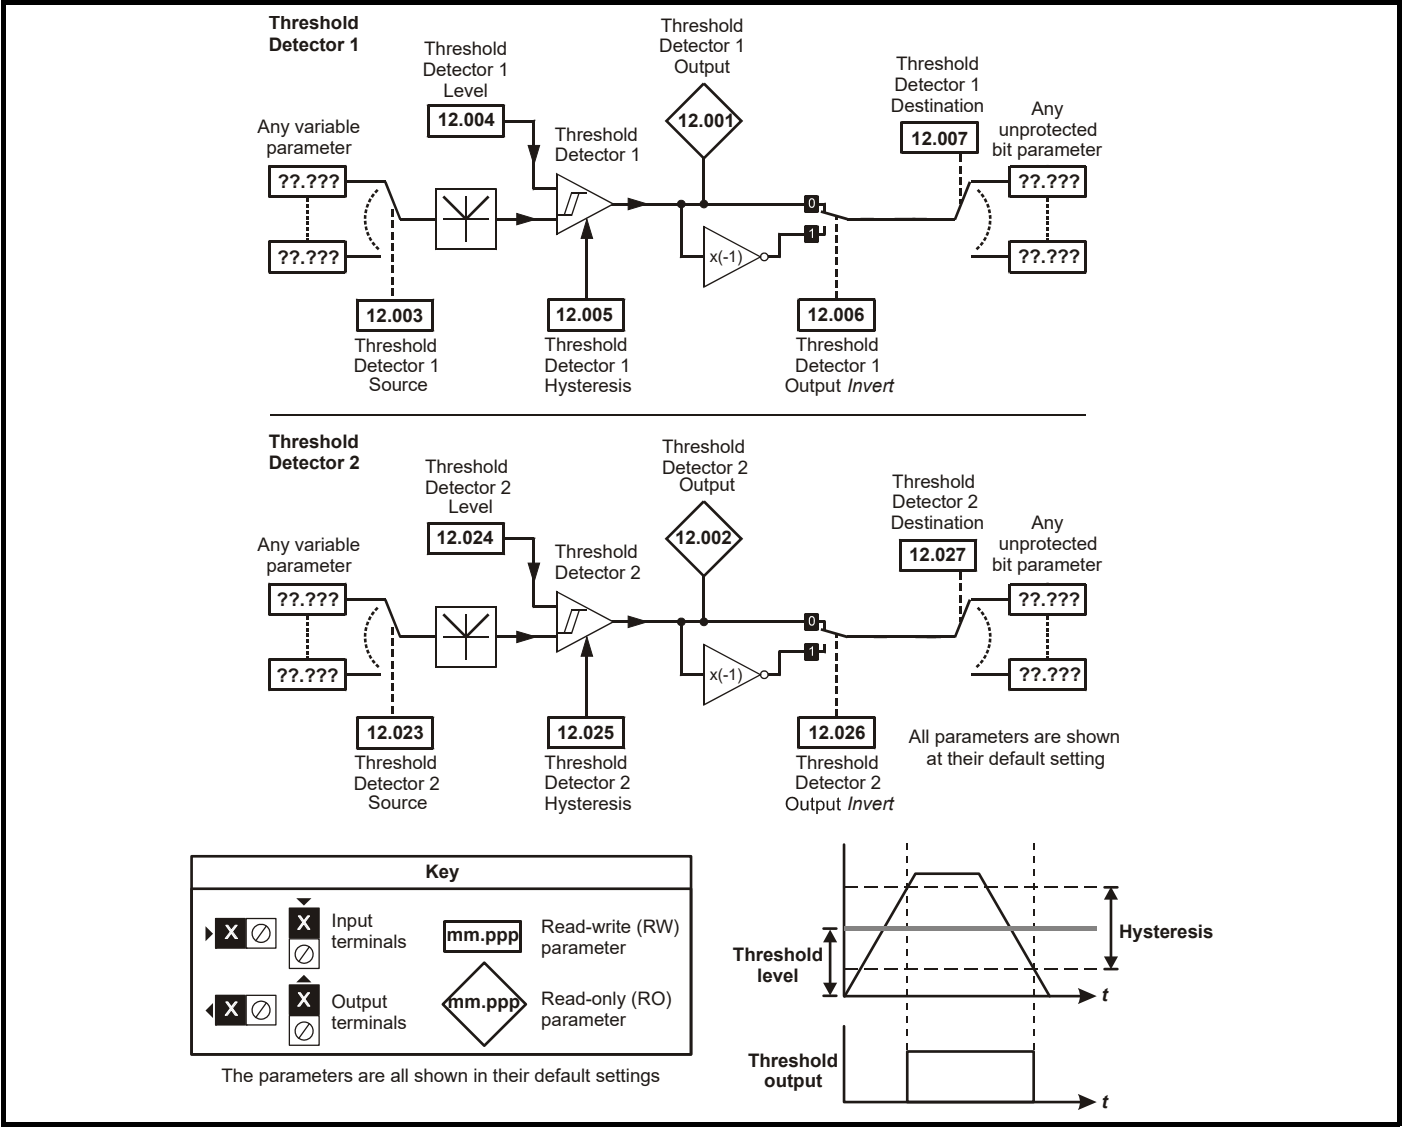 Threshold
Detector 1
Threshold
Detector 1
Level
12.004
Threshold
Detector 1
Output
12.001
Threshold
Detector 1
Destination
12.007
Any variable
parameter
??.???
??.???
Threshold
Detector 1
Any
unprotected
bit parameter
??.???
??.???
0
1
x(-1)
12.003
Threshold
Detector 1
Source
12.005
Threshold
Detector 1
Hysteresis
12.006
Threshold
Detector 1
Output Invert
Threshold
Detector 2
Threshold
Detector 2
Level
12.024
Threshold
Detector 2
Output
12.002
Threshold
Detector 2
Destination
12.027
Any variable
parameter
??.???
??.???
Threshold
Detector 2
Any
unprotected
bit parameter
??.???
??.???
0
1
x(-1)
12.023
Threshold
Detector 2
Source
12.025
Threshold
Detector 2
Hysteresis
12.026
Threshold
Detector 2
Output Invert
All parameters are shown
at their default setting
Key
X
X
Input
terminals
mm.ppp
Read-write (RW)
parameter
X
X
Output
terminals
mm.ppp
Read-only (RO)
parameter
The parameters are all shown in their default settings
Threshold
level
Hysteresis
t
Threshold
output
t